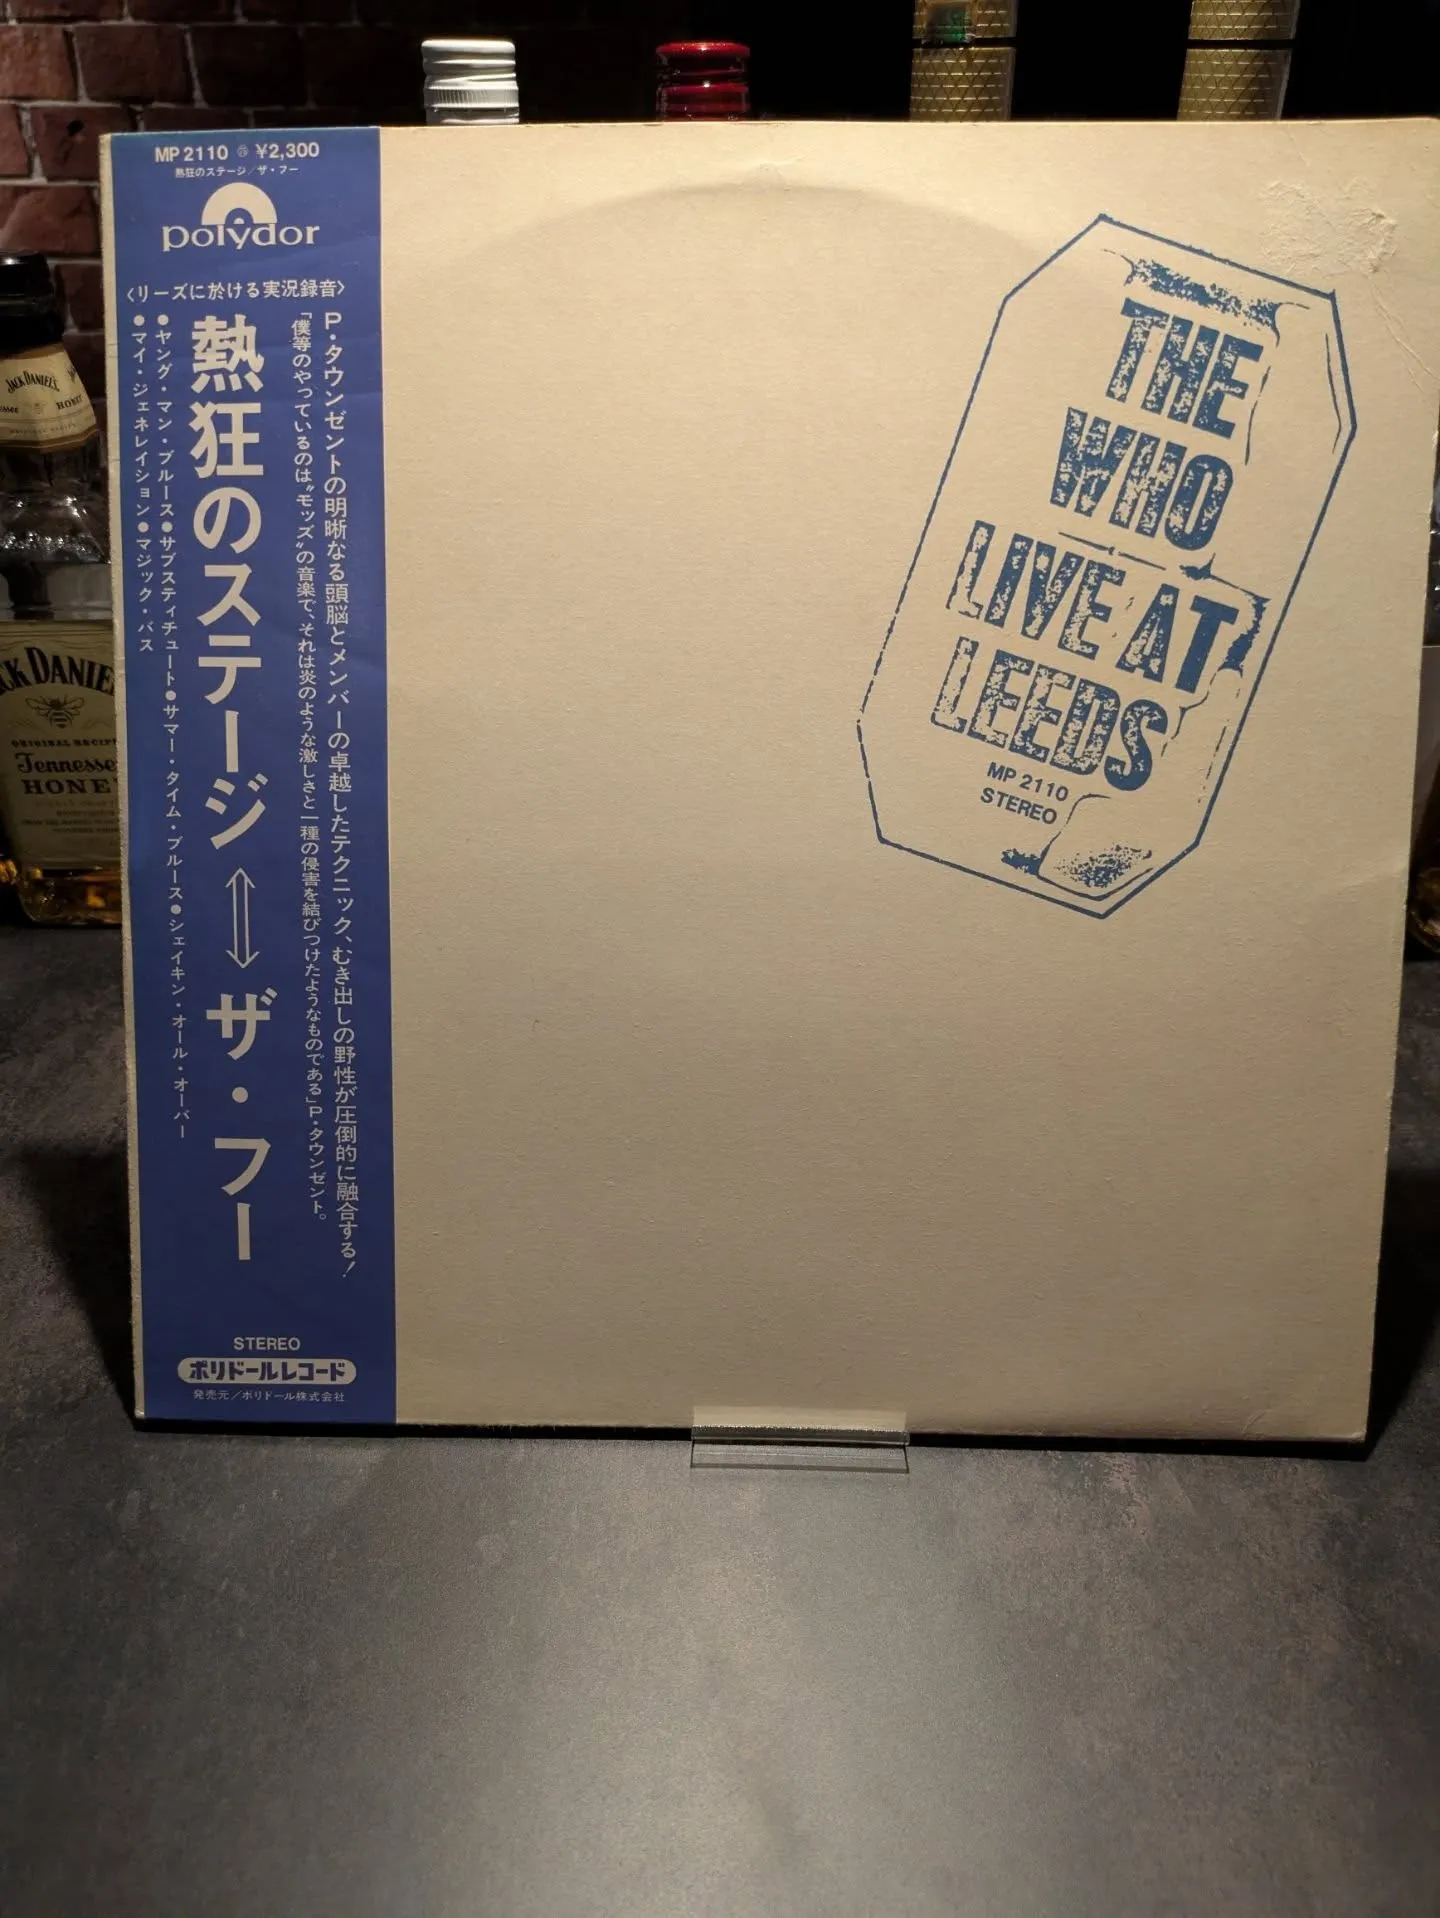 MP 2110 ¥2,300
熱狂のステージ/ザ・フー
polydor
〈リーズに於ける実況録音〉
P・タウンゼントの明晰なる頭脳とメンバーの卓越したテクニック、むき出しの野性が圧倒的に融合する!
「僕等のやっているのは〝モッズ〟の音楽で、それは炎のような激しさと一種の侵害を結びつけたようなものである」P・タウンゼント。
熱狂のステージ⇔ザ・フー
●ヤング・マン・ブルース●サブスティチュート●サマー・タイム・ブルース●シェイキン・オール・オーバー
●マイ・ジェネレイション●マジック・バス
STEREO
ポリドールレコード
発売元/ポリドール株式会社
THE
WHO
LIVE AT
LEEDS
MP 2110
STEREO
JACK DANIEL'S
HONEY
CK DANIE
ORIGINAL RECIP
Tennesse
HONE